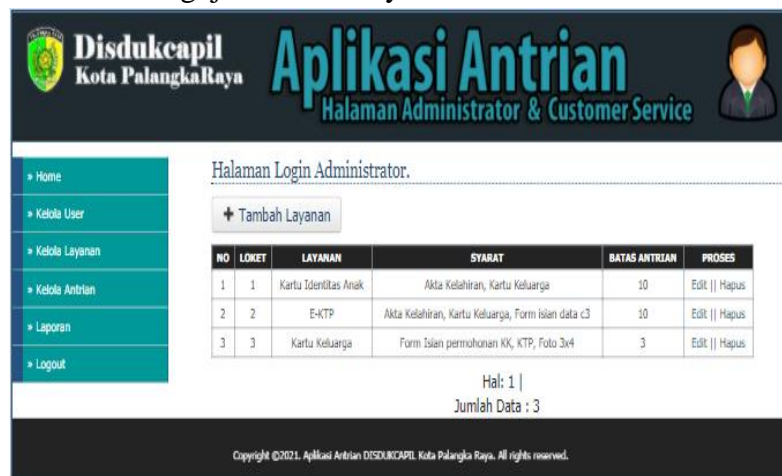 Disdukcapil
Kota PalangkaRaya
Aplikasi Antrian
Halaman Administrator & Customer Service
» Home
» Kelola User
» Kelola Layanan
» Kelola Antrian
» Laporan
» Logout
Halaman Login Administrator.
+ Tambah Layanan
NO LOKET LAYANAN SYARAT BATAS ANTRIAN PROSES
1 1 Kartu Identitas Anak Akta Kelahiran, Kartu Keluarga 10 Edit || Hapus
2 2 E-KTP Akta Kelahiran, Kartu Keluarga, Form isian data c3 10 Edit || Hapus
3 3 Kartu Keluarga Form Isian permohonan KK, KTP, Foto 3x4 3 Edit || Hapus
Hal: 1 |
Jumlah Data : 3
Copyright @2021. Aplikasi Antrian DISDUKCAPIL Kota Palangka Raya. All rights reserved.